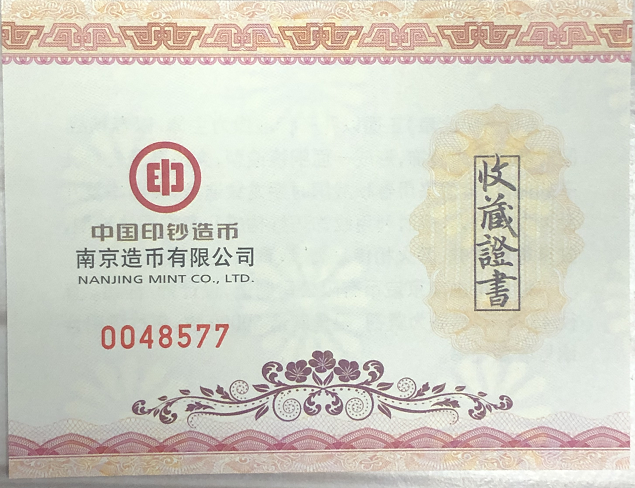 印
中国印钞造币
南京造币有限公司
NANJING MINT CO., LTD.
0048577
收藏證書